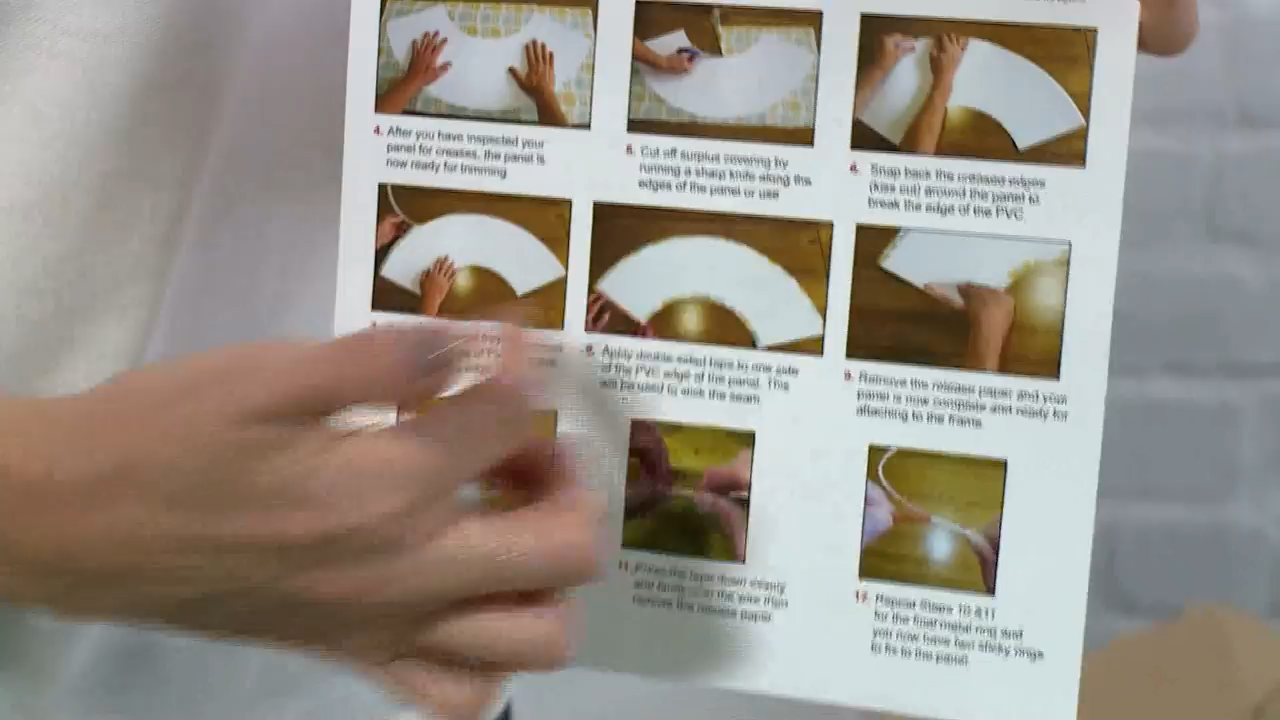 4. After you have inspected your
panel for creases, the panel is
now ready for trimming
5. Cut off surplus covering by
running a sharp knife along the
edges of the panel or use
6. Snap back the creased edges
(kiss cut) around the panel to
break the edge of the PVC.
8. Apply double sided tape to one side
of the PVC edge of the panel. This
will be used to stick the seam
9. Remove the release paper and your
panel is now complete and ready for
attaching to the frame.
11. Press the tape down evenly
and the wire then
remove the release paper
12. Repeat Steps 10 &11
for the final metal ring and
you now have two sticky rings
to fix to the panel